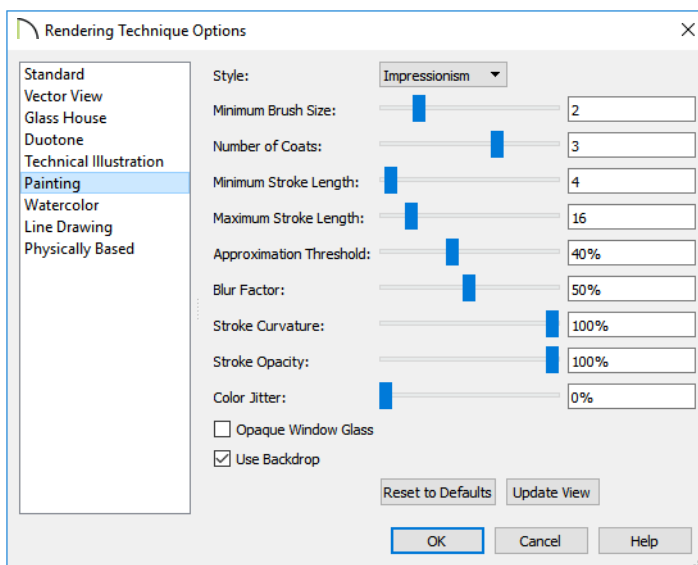 Rendering Technique Options
Standard
Vector View
Glass House
Duotone
Technical Illustration
Painting
Watercolor
Line Drawing
Physically Based
Style: Impressionism
Minimum Brush Size: 2
Number of Coats: 3
Minimum Stroke Length: 4
Maximum Stroke Length: 16
Approximation Threshold: 40%
Blur Factor: 50%
Stroke Curvature: 100%
Stroke Opacity: 100%
Color Jitter: 0%
Opaque Window Glass
Use Backdrop
Reset to Defaults Update View
OK Cancel Help